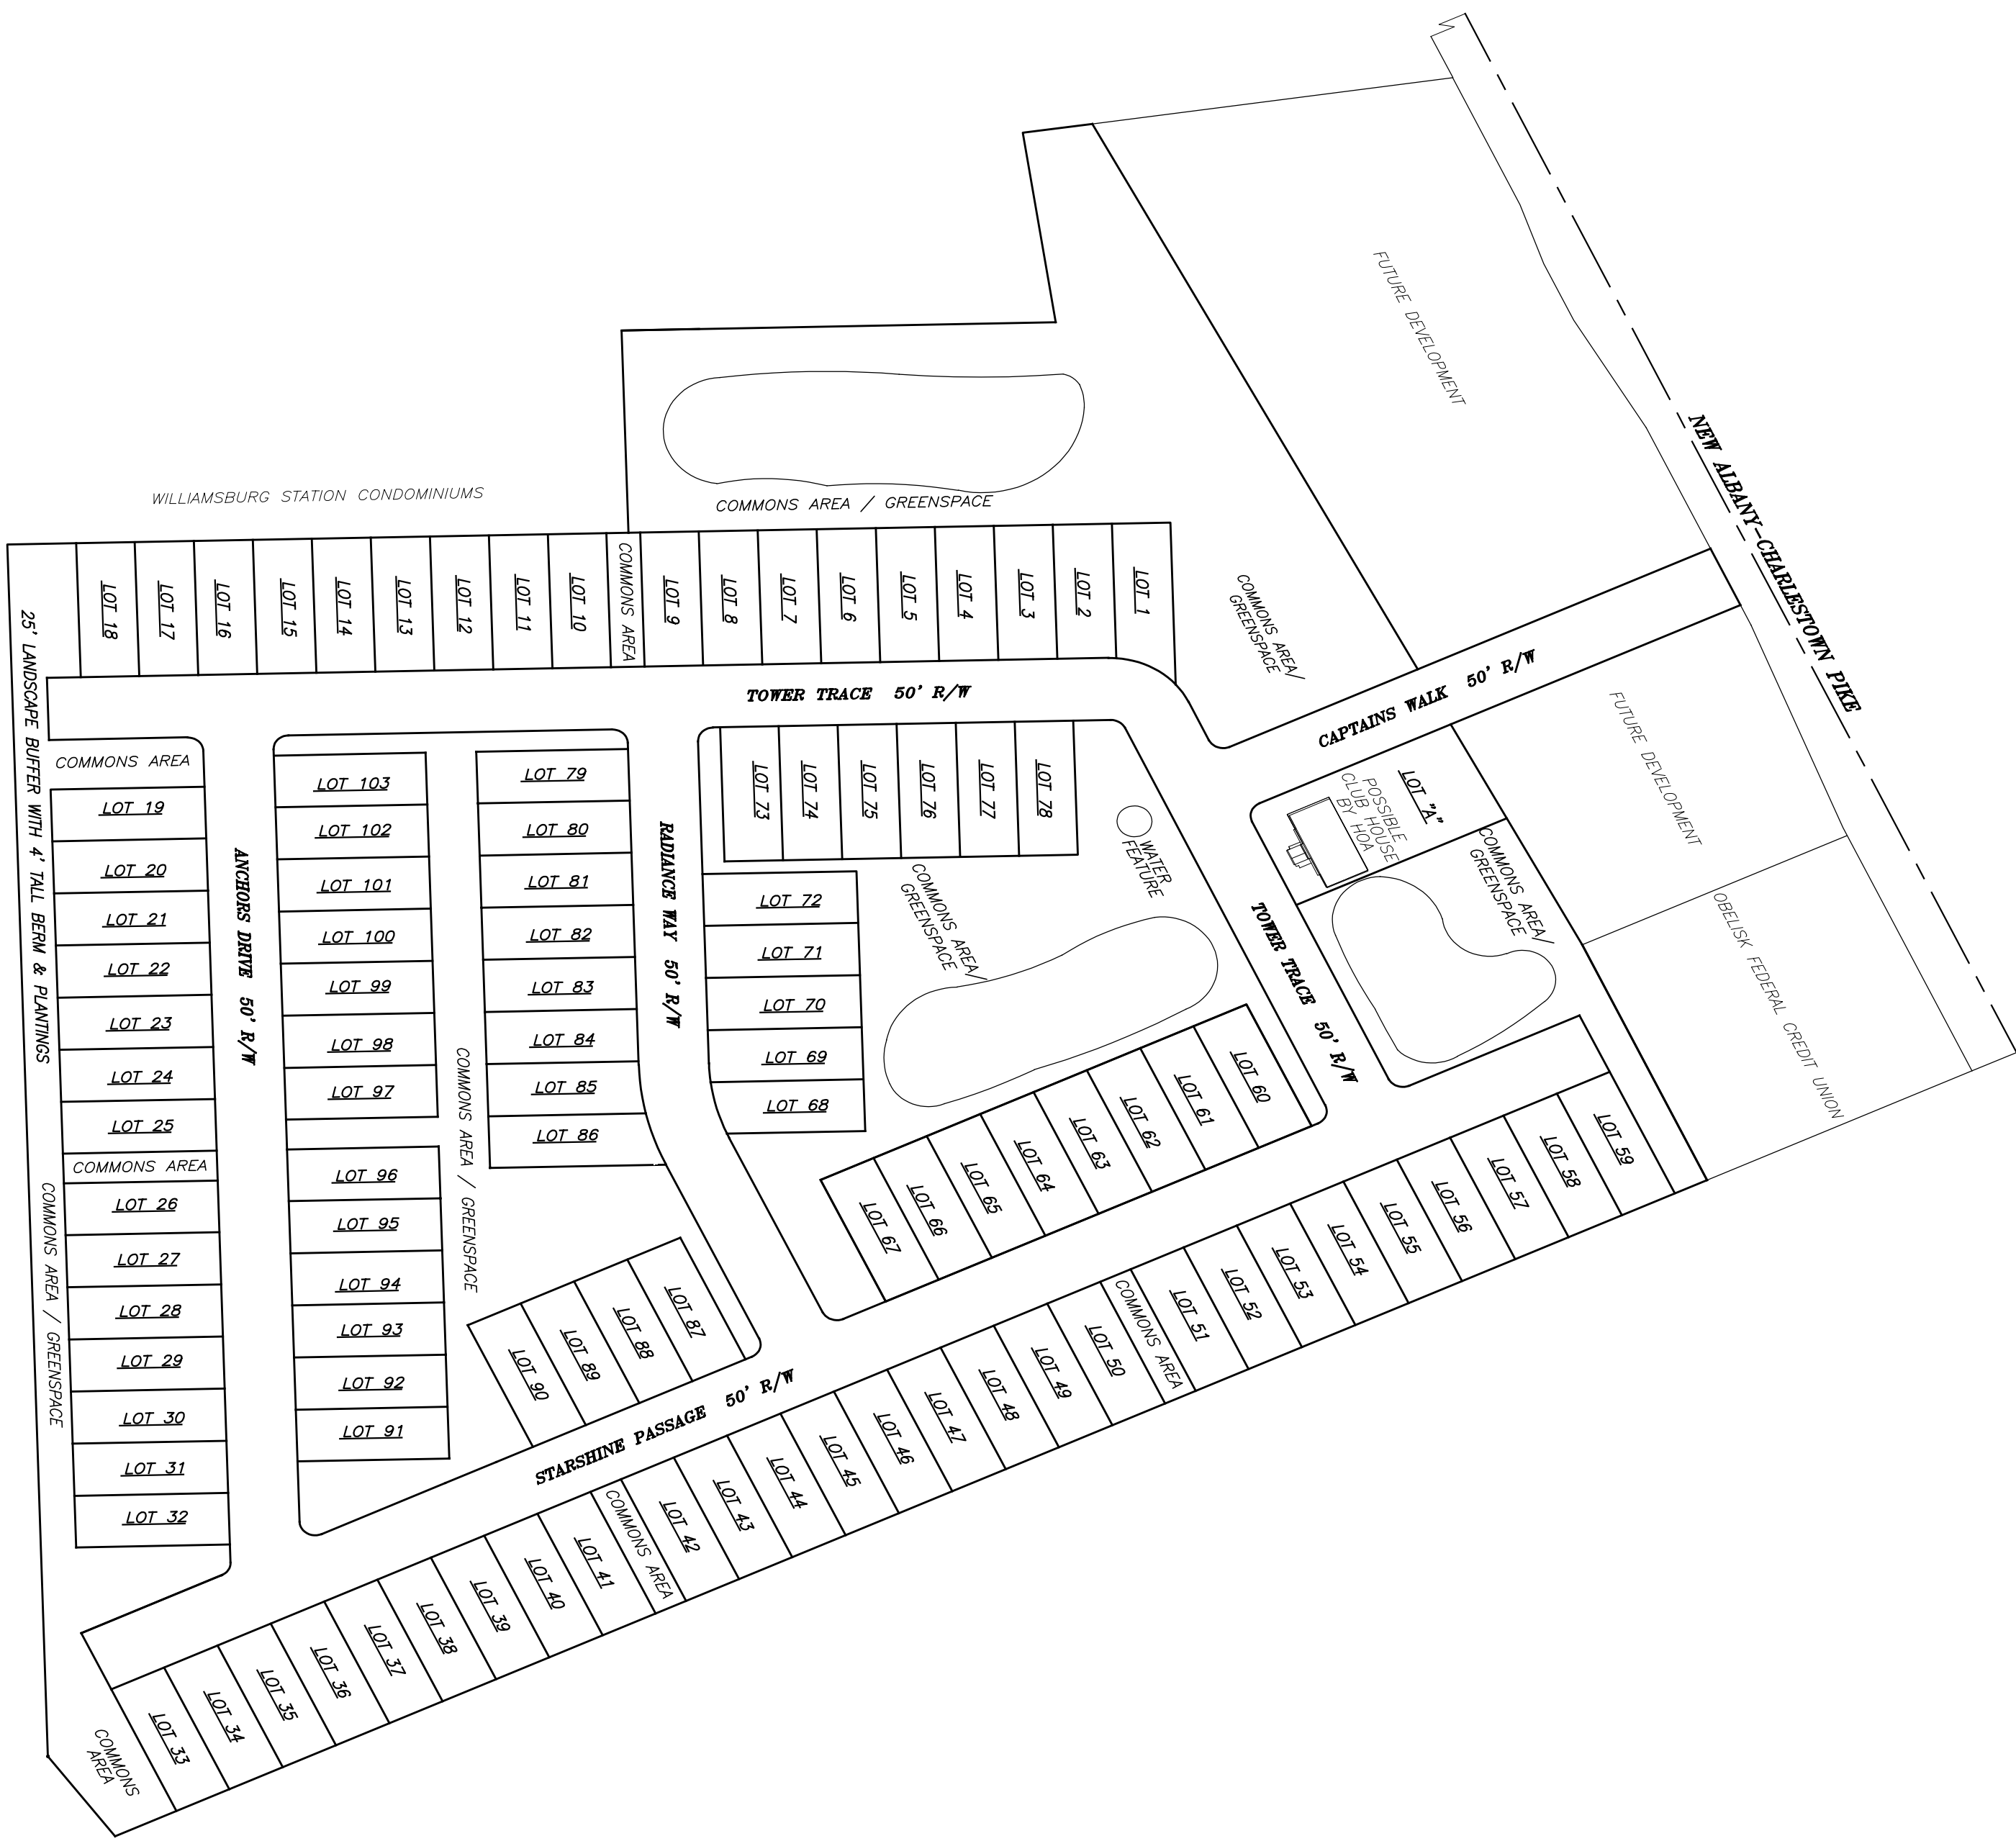 NEW ALBANY-CHARLESTOWN PIKE
FUTURE DEVELOPMENT
WILLIAMSBURG STATION CONDOMINIUMS
COMMONS AREA / GREENSPACE
LOT 18
LOT 17
LOT 16
LOT 15
LOT 14
LOT 13
LOT 12
LOT 11
LOT 10
COMMONS AREA
LOT 9
LOT 8
LOT 7
LOT 6
LOT 5
LOT 4
LOT 3
LOT 2
LOT 1
COMMONS AREA/
GREENSPACE
TOWER TRACE 50' R/W
CAPTAINS WALK 50' R/W
FUTURE DEVELOPMENT
OBELISK FEDERAL CREDIT UNION
LOT "A"
POSSIBLE
CLUB HOUSE
BY HOA
COMMONS AREA/
GREENSPACE
TOWER TRACE 50' R/W
WATER
FEATURE
COMMONS AREA/
GREENSPACE
LOT 73
LOT 74
LOT 75
LOT 76
LOT 77
LOT 78
LOT 72
LOT 71
LOT 70
LOT 69
LOT 68
RADIANCE WAY 50' R/W
LOT 79
LOT 80
LOT 81
LOT 82
LOT 83
LOT 84
LOT 85
LOT 86
COMMONS AREA / GREENSPACE
LOT 103
LOT 102
LOT 101
LOT 100
LOT 99
LOT 98
LOT 97
LOT 96
LOT 95
LOT 94
LOT 93
LOT 92
LOT 91
ANCHORS DRIVE 50' R/W
COMMONS AREA
LOT 19
LOT 20
LOT 21
LOT 22
LOT 23
LOT 24
LOT 25
COMMONS AREA
LOT 26
LOT 27
LOT 28
LOT 29
LOT 30
LOT 31
LOT 32
25' LANDSCAPE BUFFER WITH 4' TALL BERM & PLANTINGS
COMMONS AREA / GREENSPACE
LOT 90
LOT 89
LOT 88
LOT 87
LOT 67
LOT 66
LOT 65
LOT 64
LOT 63
LOT 62
LOT 61
LOT 60
STARSHINE PASSAGE 50' R/W
COMMONS
AREA
LOT 33
LOT 34
LOT 35
LOT 36
LOT 37
LOT 38
LOT 39
LOT 40
LOT 41
COMMONS AREA
LOT 42
LOT 43
LOT 44
LOT 45
LOT 46
LOT 47
LOT 48
LOT 49
LOT 50
COMMONS AREA
LOT 51
LOT 52
LOT 53
LOT 54
LOT 55
LOT 56
LOT 57
LOT 58
LOT 59